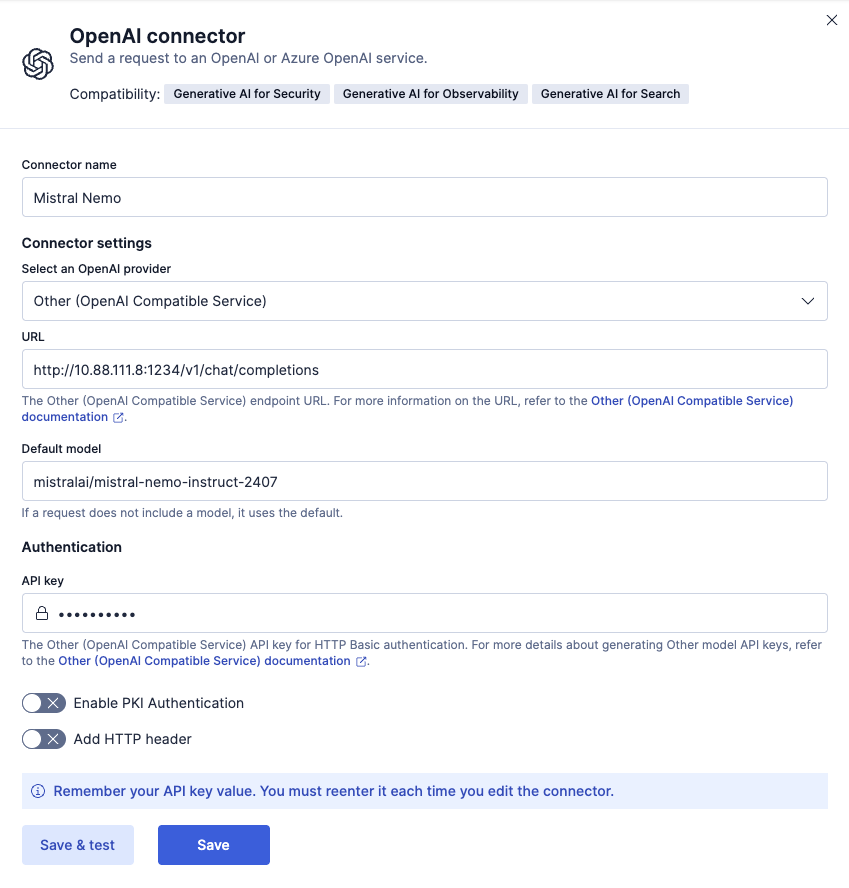 OpenAI connector
Send a request to an OpenAI or Azure OpenAI service.
Compatibility: Generative AI for Security Generative AI for Observability Generative AI for Search
Connector name
Mistral Nemo
Connector settings
Select an OpenAI provider
Other (OpenAI Compatible Service)
URL
http://10.88.111.8:1234/v1/chat/completions
The Other (OpenAI Compatible Service) endpoint URL. For more information on the URL, refer to the Other (OpenAI Compatible Service)
documentation.
Default model
mistralai/mistral-nemo-instruct-2407
If a request does not include a model, it uses the default.
Authentication
API key
••••••••••
The Other (OpenAI Compatible Service) API key for HTTP Basic authentication. For more details about generating Other model API keys, refer
to the Other (OpenAI Compatible Service) documentation.
Enable PKI Authentication
Add HTTP header
Remember your API key value. You must reenter it each time you edit the connector.
Save & test Save